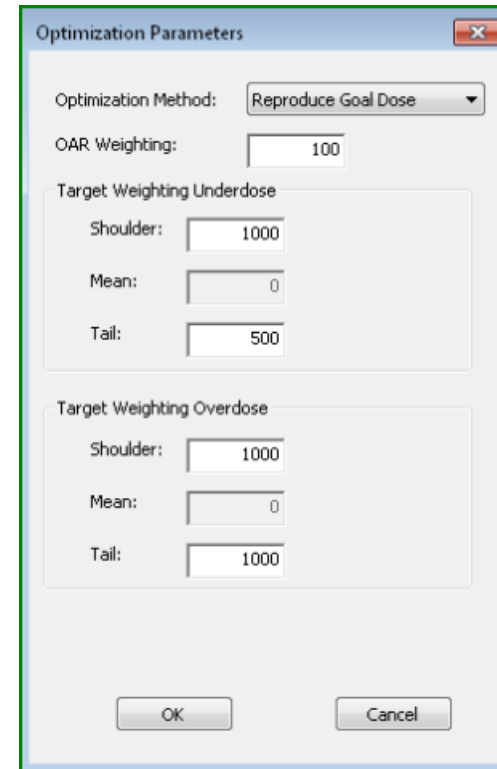 Optimization Parameters
Optimization Method: Reproduce Goal Dose
OAR Weighting: 100
Target Weighting Underdose
Shoulder: 1000
Mean: 0
Tail: 500
Target Weighting Overdose
Shoulder: 1000
Mean: 0
Tail: 1000
OK Cancel